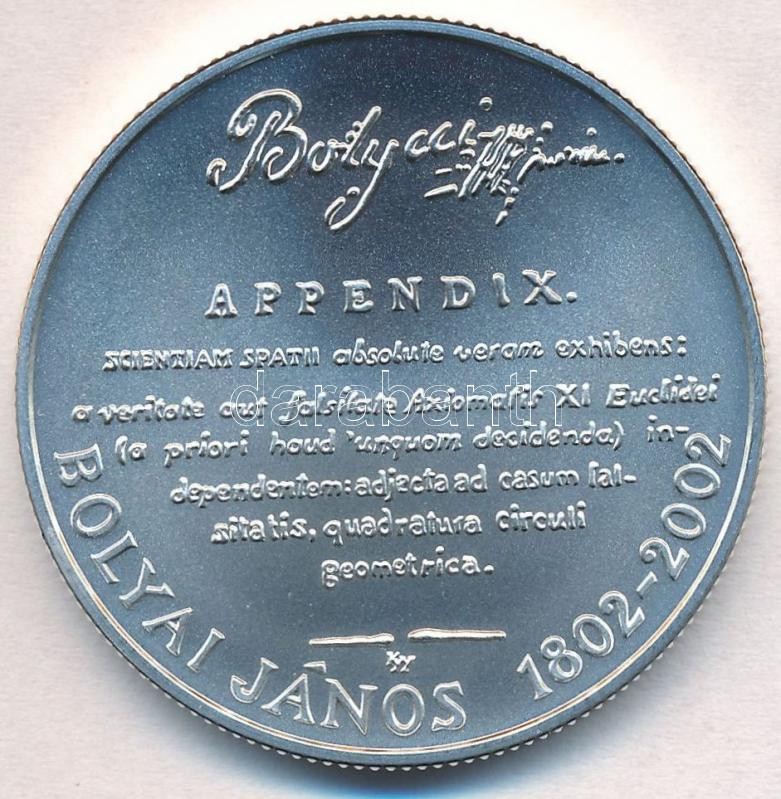 Bolyai
APPENDIX.
SCIENTIAM SPATII absolute veram exhibens:
a veritate aut falsitate Axiomatis XI Euclidei
(a priori haud unquam decidenda) in-
dependentem: adjecta ad casum fal-
sitatis, quadratura circuli
geometrica.
BOLYAI JÁNOS 1802-2002
darabanth